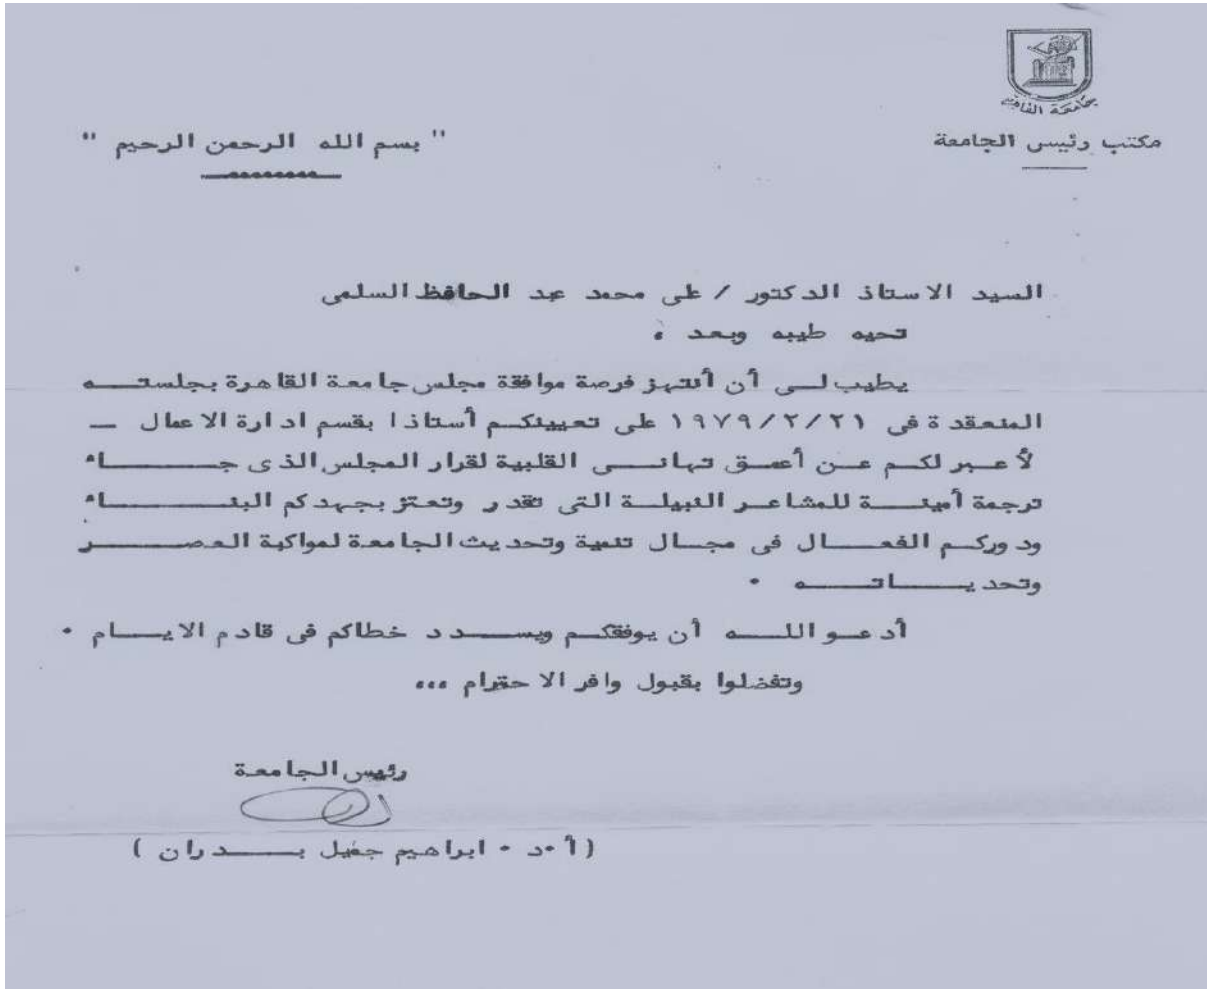 جامعة القاهرة
مكتب رئيس الجامعة
" بسم الله الرحمن الرحيم "
السيد الاستاذ الدكتور / على محمد عبد الحافظ السلمى
تحيه طيبه وبعد ،
يطيب لى أن أنتهز فرصة موافقة مجلس جامعة القاهرة بجلسته
المنعقدة فى ١٩٧٩/٢/٢١ على تعيينكم أستاذا بقسم ادارة الاعمال ــ
لأعبر لكم عن أعمق تهانى القلبية لقرار المجلس الذى جاء
ترجمة أمينة للمشاعر النبيلة التى تقدر وتعتز بجهدكم البناء
ودوركم الفعال فى مجال تنمية وتحديث الجامعة لمواكبة العصر
وتحدياته .
أدعو الله أن يوفقكم ويسدد خطاكم فى قادم الايام .
وتفضلوا بقبول وافر الاحترام ،،،
رئيس الجامعة
( أ .د . ابراهيم جميل بدران )